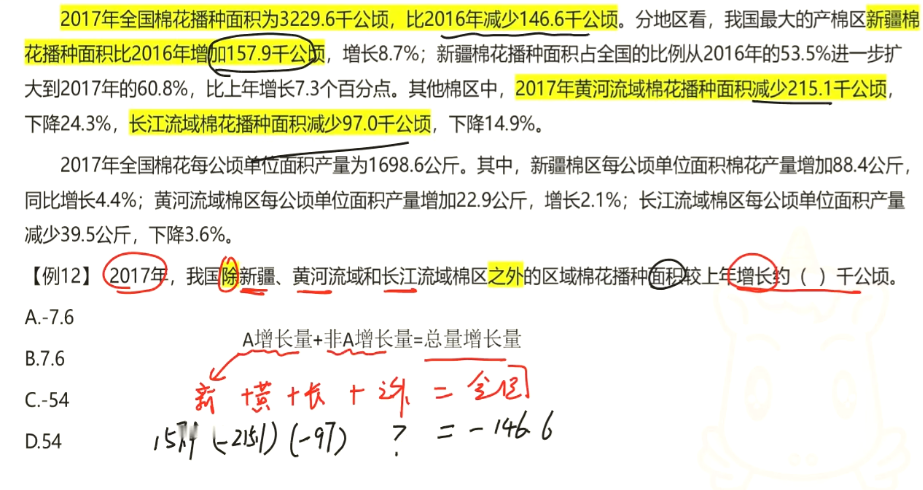 2017年全国棉花播种面积为3229.6千公顷，比2016年减少146.6千公顷。分地区看，我国最大的产棉区新疆棉
花播种面积比2016年增加157.9千公顷，增长8.7%；新疆棉花播种面积占全国的比例从2016年的53.5%进一步扩
大到2017年的60.8%，比上年增长7.3个百分点。其他棉区中，2017年黄河流域棉花播种面积减少215.1千公顷，
下降24.3%，长江流域棉花播种面积减少97.0千公顷，下降14.9%。
2017年全国棉花每公顷单位面积产量为1698.6公斤。其中，新疆棉区每公顷单位面积棉花产量增加88.4公斤，
同比增长4.4%；黄河流域棉区每公顷单位面积产量增加22.9公斤，增长2.1%；长江流域棉区每公顷单位面积产量
减少39.5公斤，下降3.6%。
【例12】2017年，我国除新疆、黄河流域和长江流域棉区之外的区域棉花播种面积较上年增长约（ ）千公顷。
A.-7.6
A增长量+非A增长量=总量增长量
B.7.6
新 +黄 +长 + 外 = 全国
C.-54
157.9 (-215.1) (-97) ? = -146.6
D.54